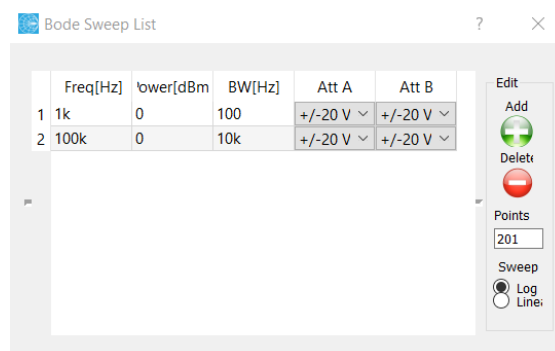 Bode Sweep List ? ×
Freq[Hz] Power[dBm BW[Hz] Att A Att B
1 1k 0 100 +/-20 V +/-20 V
2 100k 0 10k +/-20 V +/-20 V
Edit
Add
Delete
Points
201
Sweep
Log
Linea